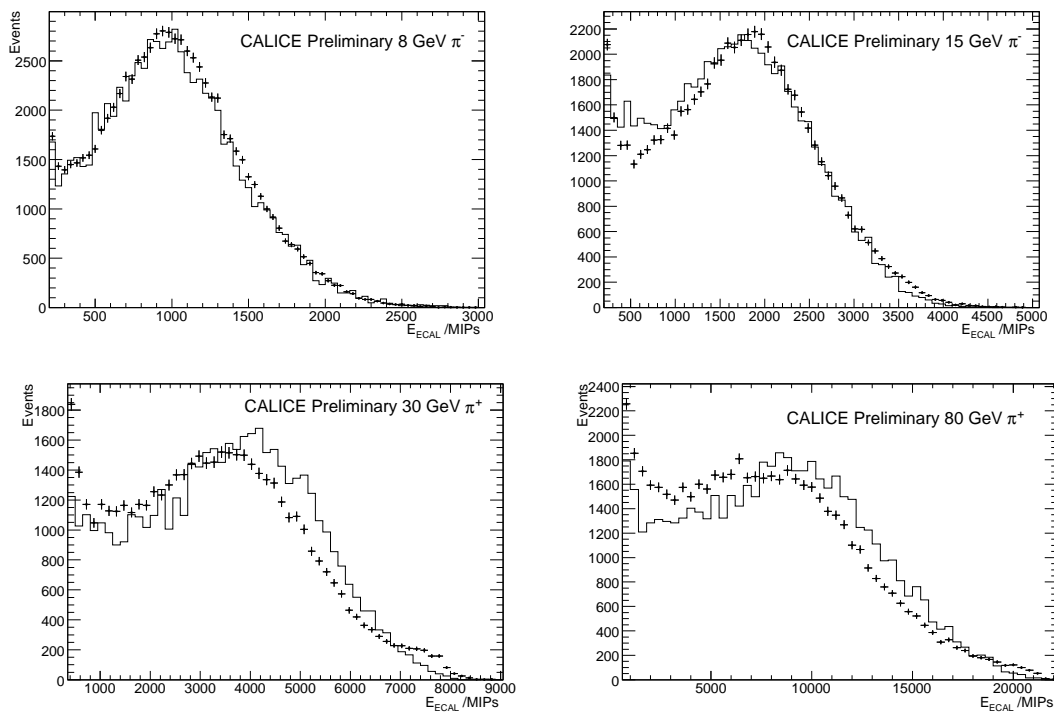 Events
CALICE Preliminary 8 GeV π⁻
2500
2000
1500
1000
500
0
500 1000 1500 2000 2500 3000
E_ECAL /MIPs
Events
CALICE Preliminary 15 GeV π⁻
2200
2000
1800
1600
1400
1200
1000
800
600
400
200
0
500 1000 1500 2000 2500 3000 3500 4000 4500 5000
E_ECAL /MIPs
Events
CALICE Preliminary 30 GeV π⁺
1800
1600
1400
1200
1000
800
600
400
200
0
1000 2000 3000 4000 5000 6000 7000 8000 9000
E_ECAL /MIPs
Events
CALICE Preliminary 80 GeV π⁺
2400
2200
2000
1800
1600
1400
1200
1000
800
600
400
200
0
5000 10000 15000 20000
E_ECAL /MIPs